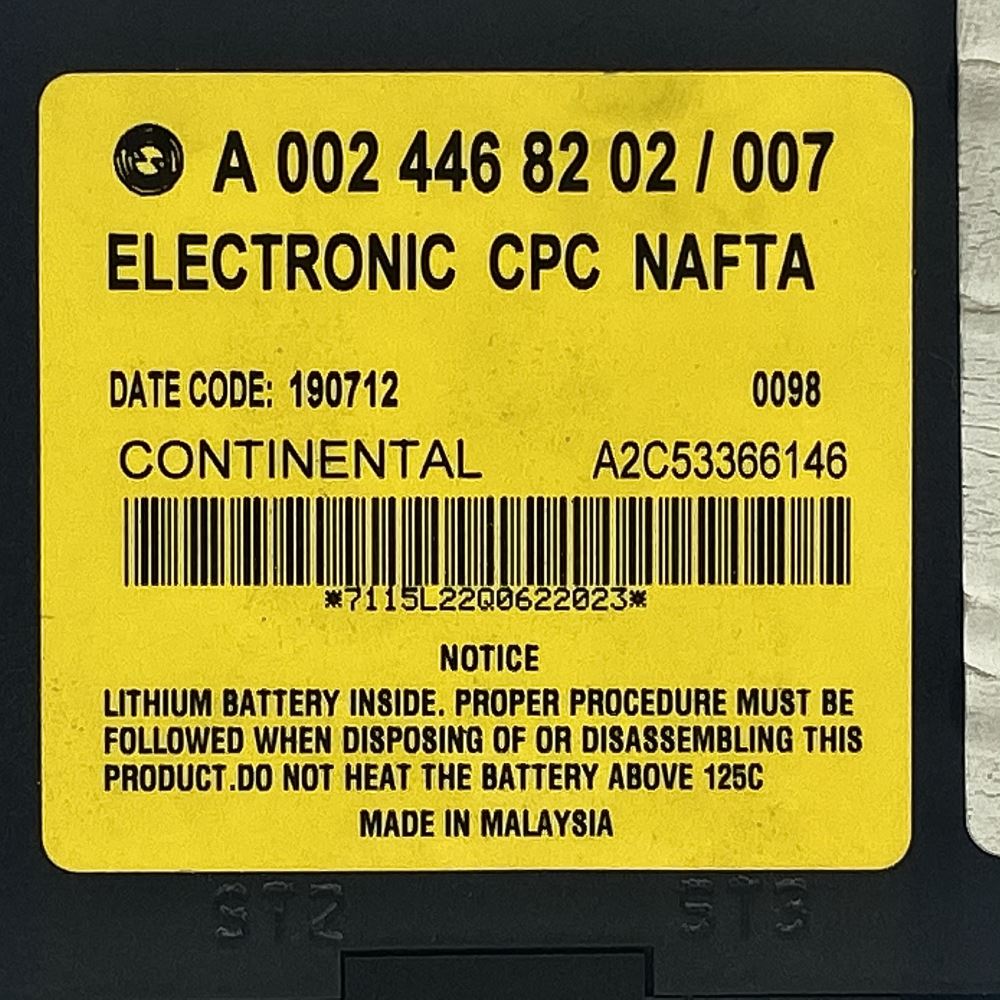 A 002 446 82 02 / 007
ELECTRONIC CPC NAFTA
DATE CODE: 190712 0098
CONTINENTAL A2C53366146
*7115L22Q0622023*
NOTICE
LITHIUM BATTERY INSIDE. PROPER PROCEDURE MUST BE
FOLLOWED WHEN DISPOSING OF OR DISASSEMBLING THIS
PRODUCT.DO NOT HEAT THE BATTERY ABOVE 125C
MADE IN MALAYSIA
ST2 ST3